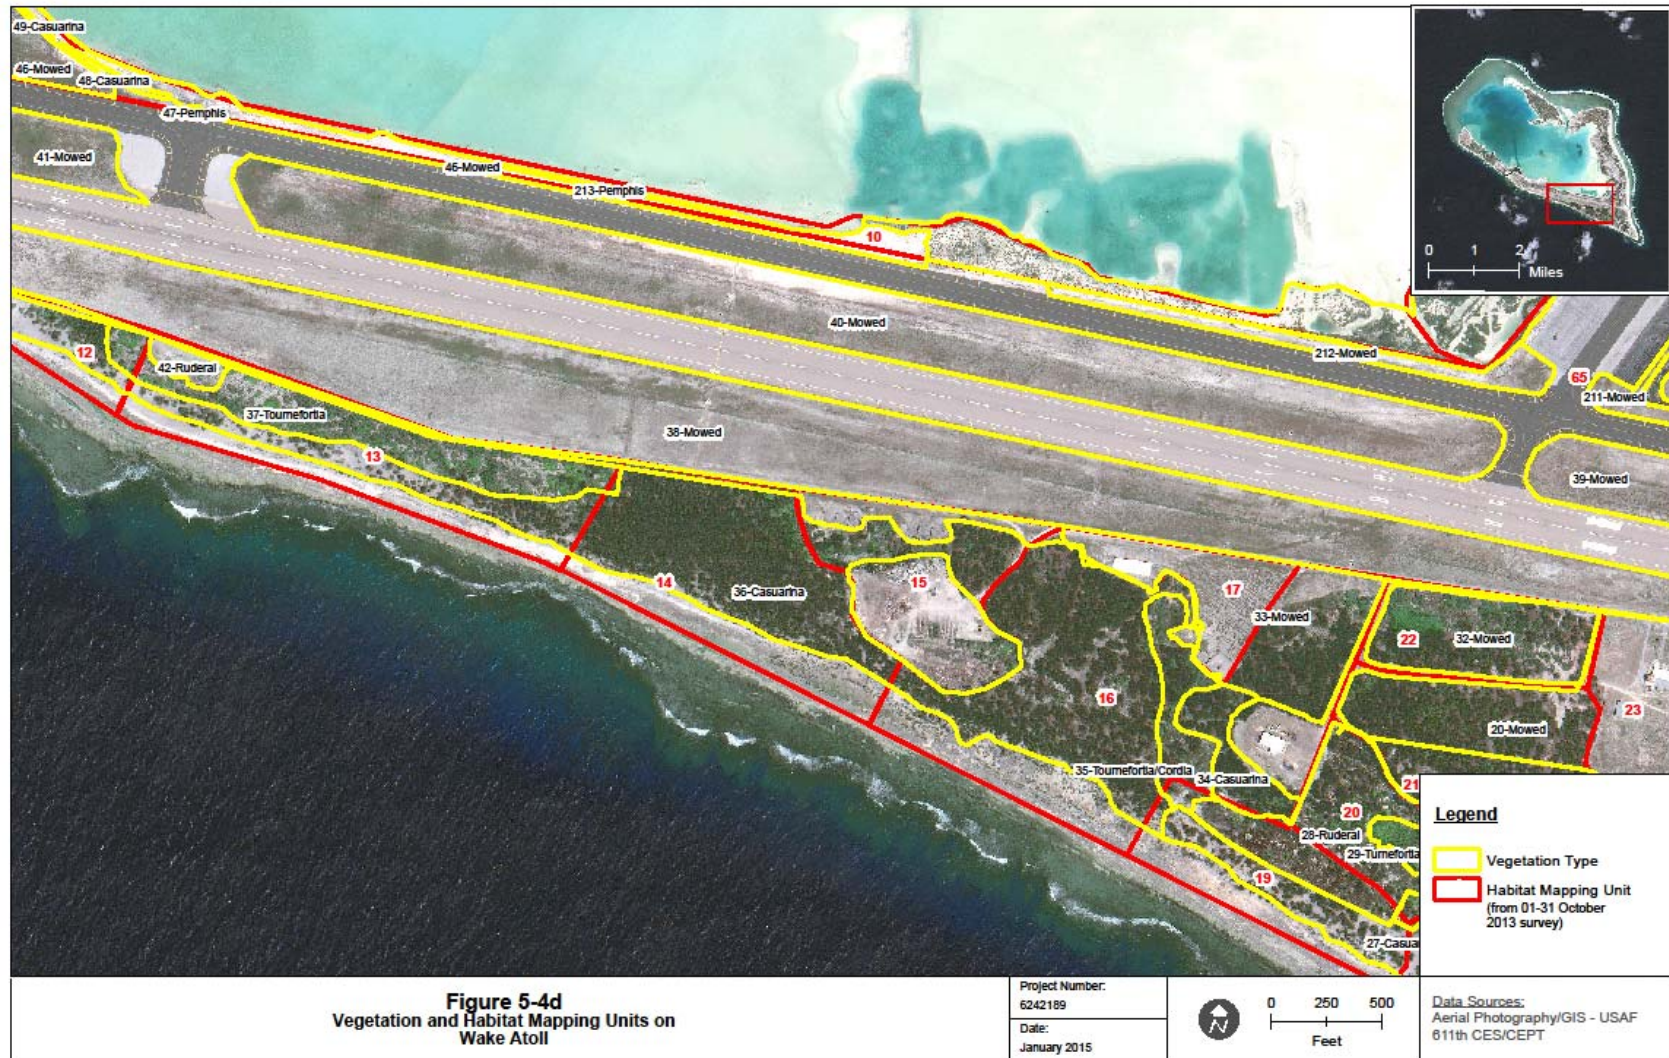 49-Casuarina
46-Mowed
48-Casuarina
47-Pemphis
41-Mowed
46-Mowed
213-Pemphis
10
40-Mowed
212-Mowed
65
211-Mowed
12
42-Ruderal
37-Tournefortia
13
38-Mowed
39-Mowed
14
36-Casuarina
15
17
33-Mowed
22
32-Mowed
16
23
20-Mowed
35-Tournefortia/Cordia
34-Casuarina
21
20
28-Ruderal
29-Turnefortia
19
27-Casua
0 1 2
Miles
Legend
Vegetation Type
Habitat Mapping Unit
(from 01-31 October
2013 survey)
Figure 5-4d
Vegetation and Habitat Mapping Units on
Wake Atoll
Project Number:
6242189
Date:
January 2015
N
0 250 500
Feet
Data Sources:
Aerial Photography/GIS - USAF
611th CES/CEPT